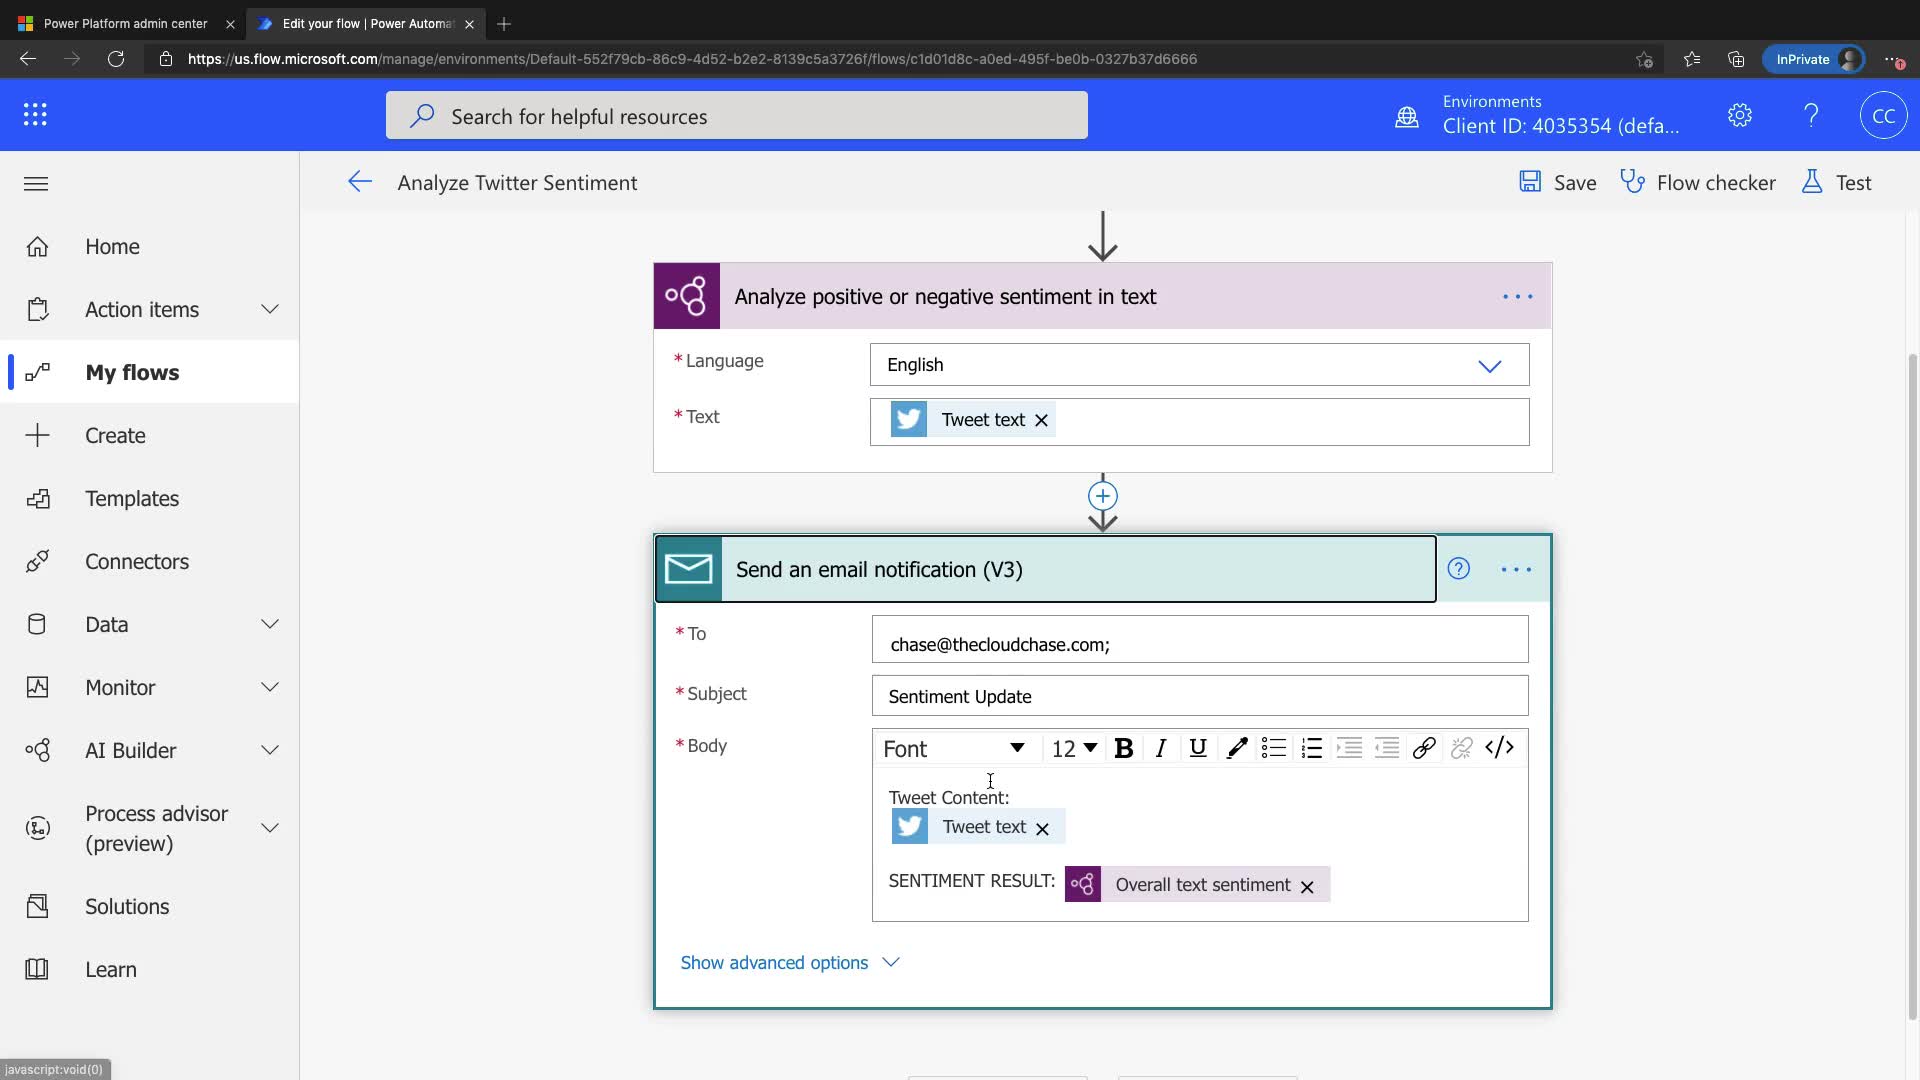 Power Platform admin center
Edit your flow | Power Automat
https://us.flow.microsoft.com/manage/environments/Default-552f79cb-86c9-4d52-b2e2-8139c5a3726f/flows/c1d01d8c-a0ed-495f-be0b-0327b37d6666
InPrivate
Search for helpful resources
Environments
Client ID: 4035354 (defa...
CC
Analyze Twitter Sentiment
Save
Flow checker
Test
Home
Action items
My flows
Create
Templates
Connectors
Data
Monitor
AI Builder
Process advisor
(preview)
Solutions
Learn
Analyze positive or negative sentiment in text
* Language
English
* Text
Tweet text
Send an email notification (V3)
* To
chase@thecloudchase.com;
* Subject
Sentiment Update
* Body
Font
12
B I U </>
Tweet Content:
Tweet text
SENTIMENT RESULT: Overall text sentiment
Show advanced options
javascript:void(0)